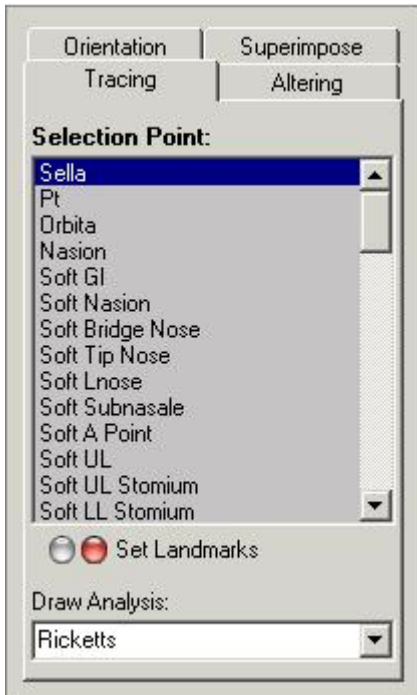 Orientation
Superimpose
Tracing
Altering
Selection Point:
Sella
Pt
Orbita
Nasion
Soft Gl
Soft Nasion
Soft Bridge Nose
Soft Tip Nose
Soft Lnose
Soft Subnasale
Soft A Point
Soft UL
Soft UL Stomium
Soft LL Stomium
Set Landmarks
Draw Analysis:
Ricketts